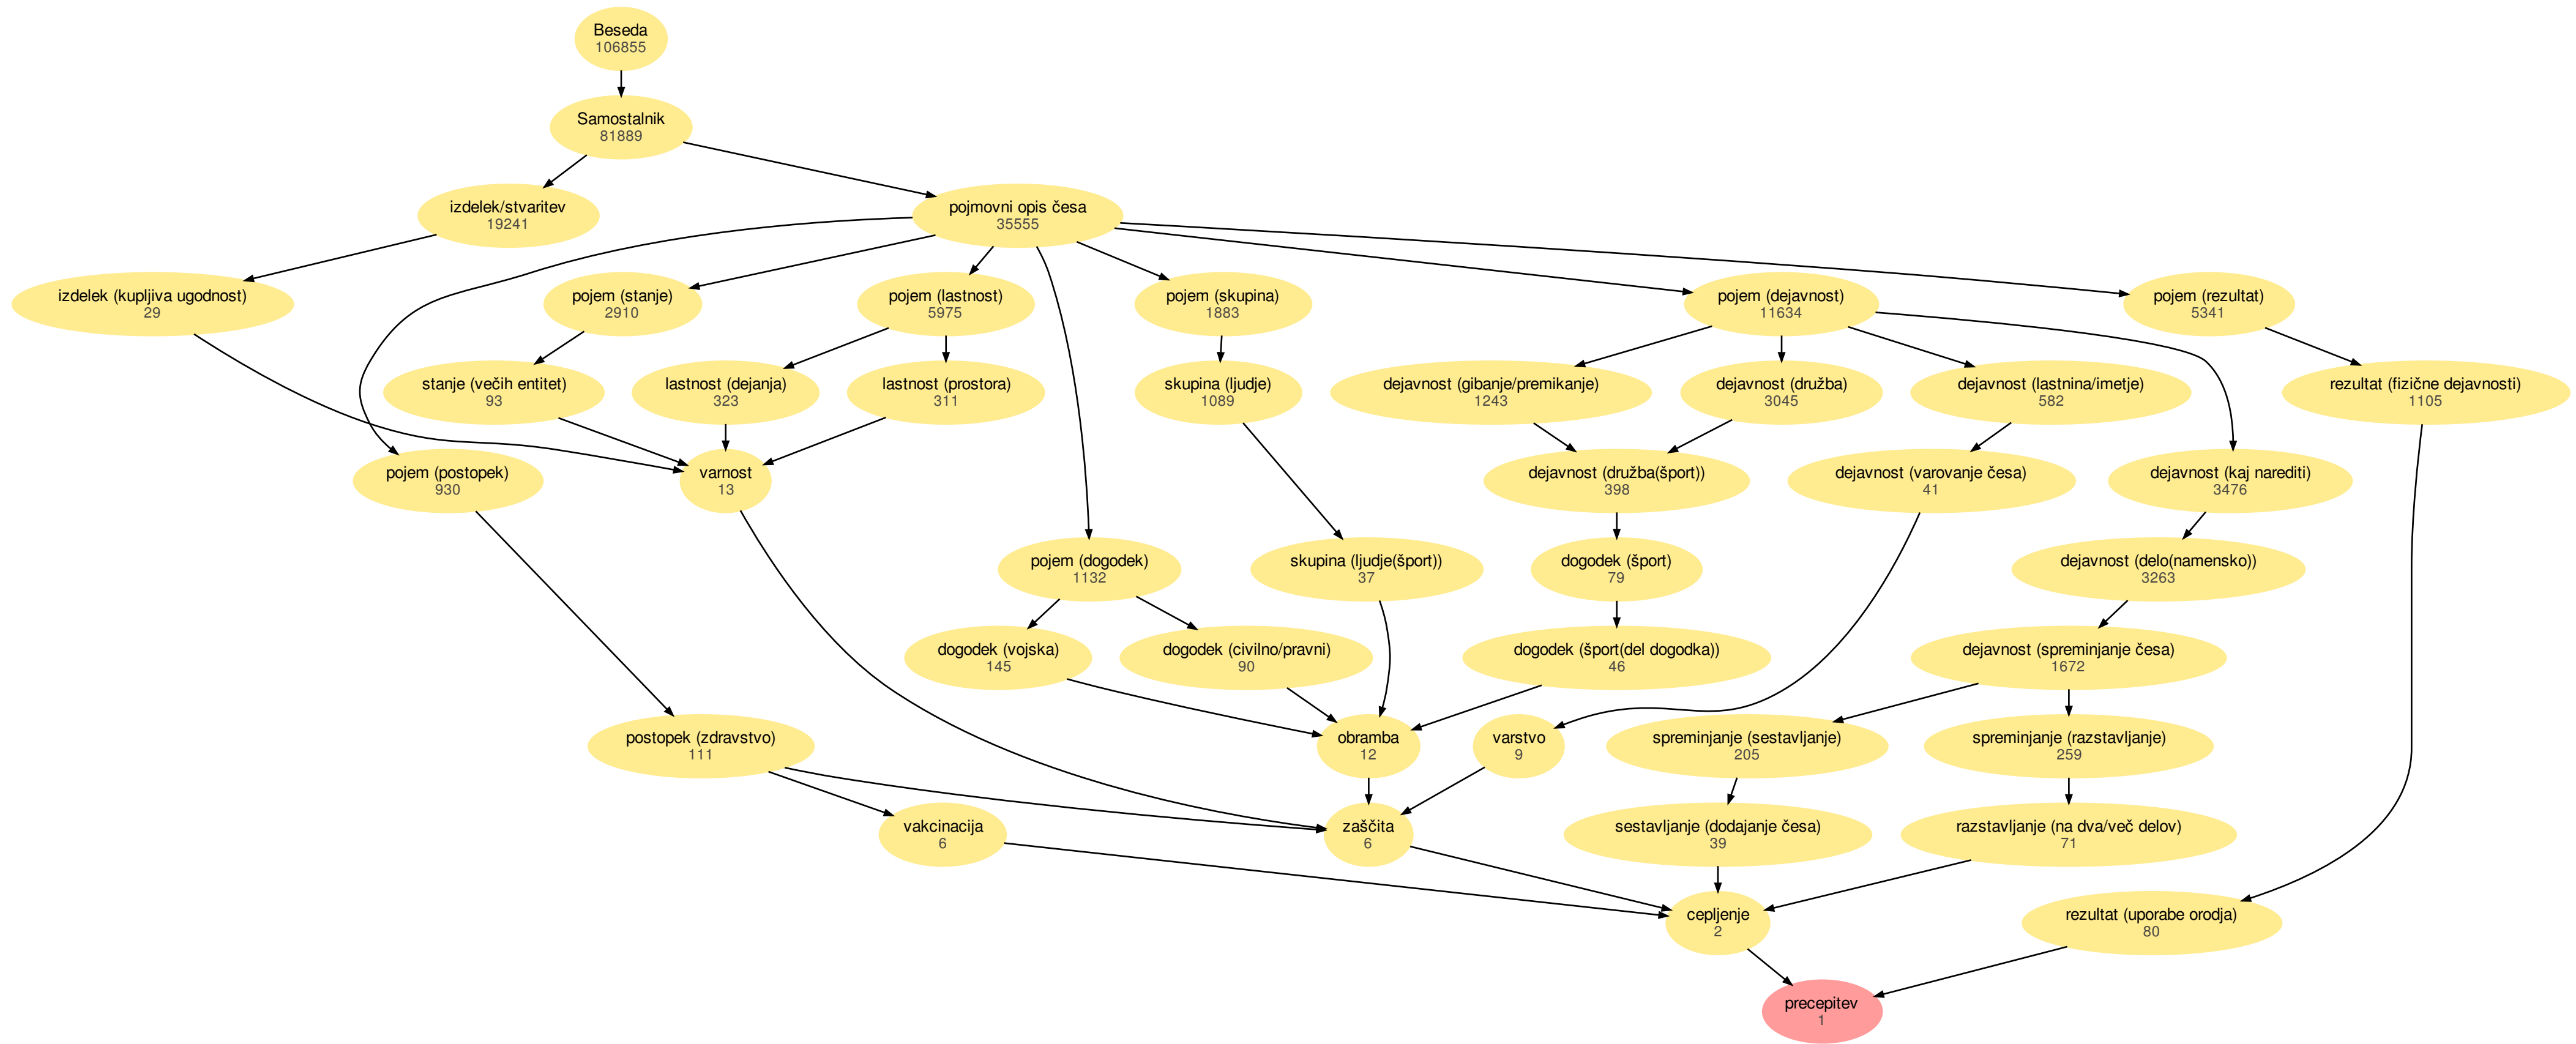 Beseda
106855
Samostalnik
81889
izdelek/stvaritev
19241
pojmovni opis česa
35555
izdelek (kupljiva ugodnost)
29
pojem (stanje)
2910
pojem (lastnost)
5975
pojem (skupina)
1883
pojem (dejavnost)
11634
pojem (rezultat)
5341
stanje (večih entitet)
93
lastnost (dejanja)
323
lastnost (prostora)
311
skupina (ljudje)
1089
dejavnost (gibanje/premikanje)
1243
dejavnost (družba)
3045
dejavnost (lastnina/imetje)
582
rezultat (fizične dejavnosti)
1105
pojem (postopek)
930
varnost
13
dejavnost (družba(šport))
398
dejavnost (varovanje česa)
41
dejavnost (kaj narediti)
3476
pojem (dogodek)
1132
skupina (ljudje(šport))
37
dogodek (šport)
79
dejavnost (delo(namensko))
3263
dogodek (vojska)
145
dogodek (civilno/pravni)
90
dogodek (šport(del dogodka))
46
dejavnost (spreminjanje česa)
1672
postopek (zdravstvo)
111
obramba
12
varstvo
9
spreminjanje (sestavljanje)
205
spreminjanje (razstavljanje)
259
vakcinacija
6
zaščita
6
sestavljanje (dodajanje česa)
39
razstavljanje (na dva/več delov)
71
cepljenje
2
rezultat (uporabe orodja)
80
precepitev
1